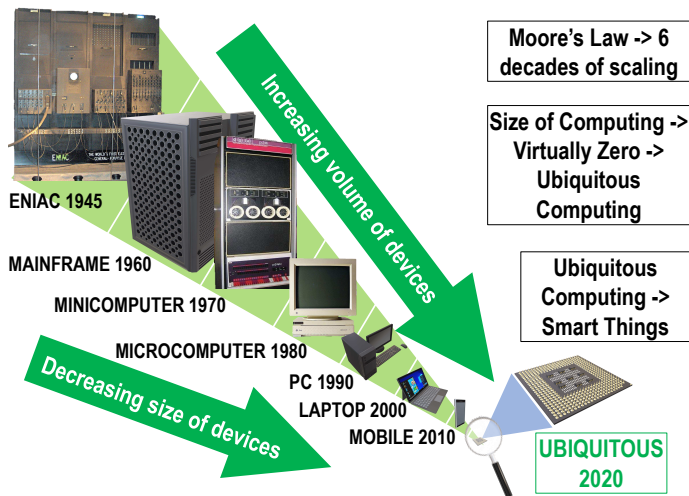 Moore's Law -> 6
decades of scaling
Size of Computing ->
Virtually Zero ->
Ubiquitous
Computing
Ubiquitous
Computing ->
Smart Things
Increasing volume of devices
ENIAC
ENIAC 1945
MAINFRAME 1960
MINICOMPUTER 1970
MICROCOMPUTER 1980
PC 1990
LAPTOP 2000
MOBILE 2010
Decreasing size of devices
UBIQUITOUS
2020